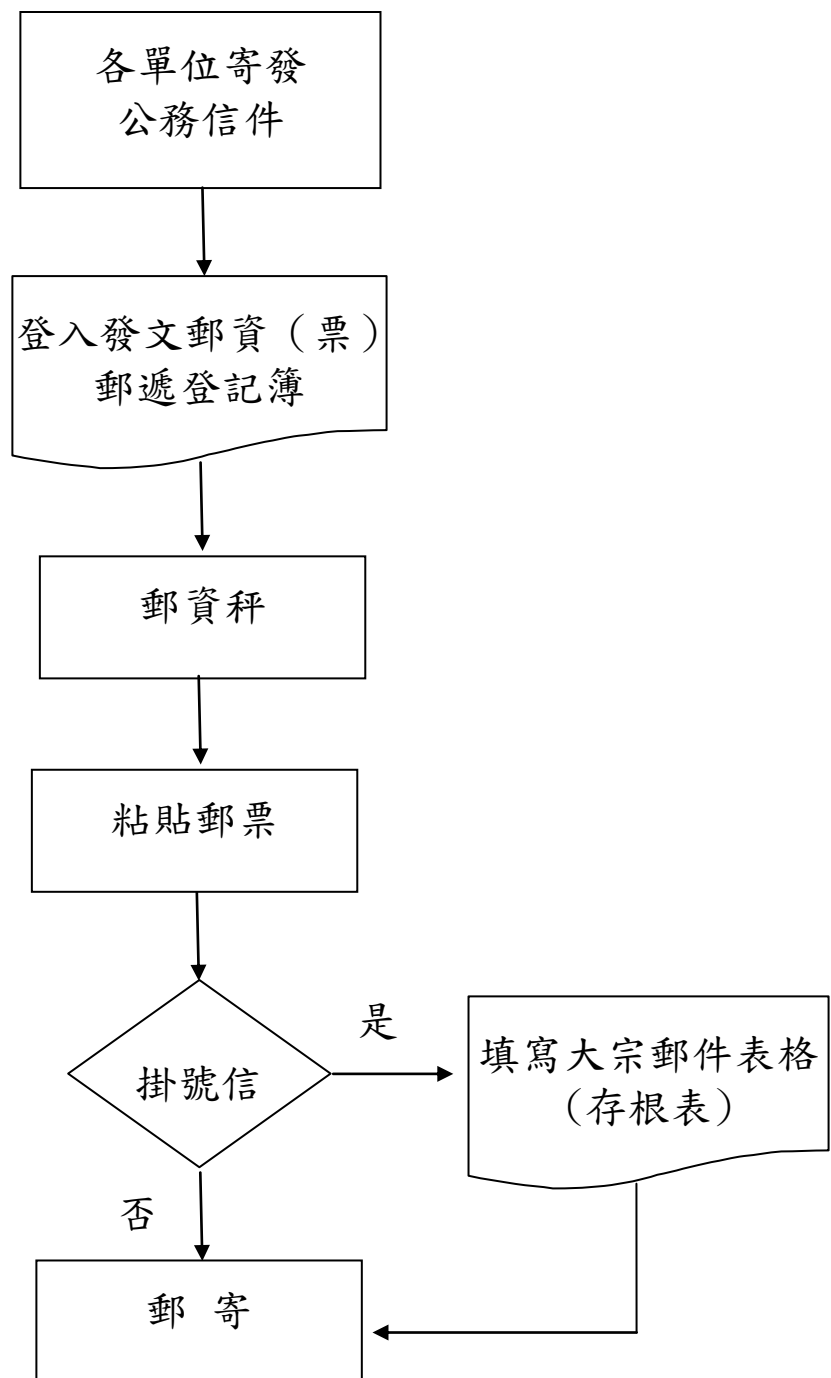 各單位寄發
公務信件
登入發文郵資（票）
郵遞登記簿
郵資秤
粘貼郵票
掛號信
是
填寫大宗郵件表格
（存根表）
否
郵 寄